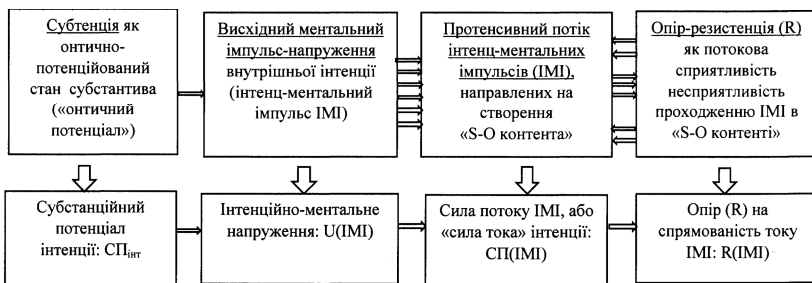 Субтенція як
онтично-
потенційований
стан субстантива
(«онтичний
потенціал»)
Висхідний ментальний
імпульс-напруження
внутрішньої інтенції
(інтенц-ментальний
імпульс ІМІ)
Протенсивний потік
інтенц-ментальних
імпульсів (ІМІ),
направлених на
створення
«S-O контента»
Опір-резистенція (R)
як потокова
сприятливість
несприятливість
проходженню ІМІ в
«S-O контенті»
Субстанційний
потенціал
інтенції: СПінт
Інтенційно-ментальне
напруження: U(ІМІ)
Сила потоку ІМІ, або
«сила тока» інтенції:
СП(ІМІ)
Опір (R) на
спрямованість току
ІМІ: R(ІМІ)